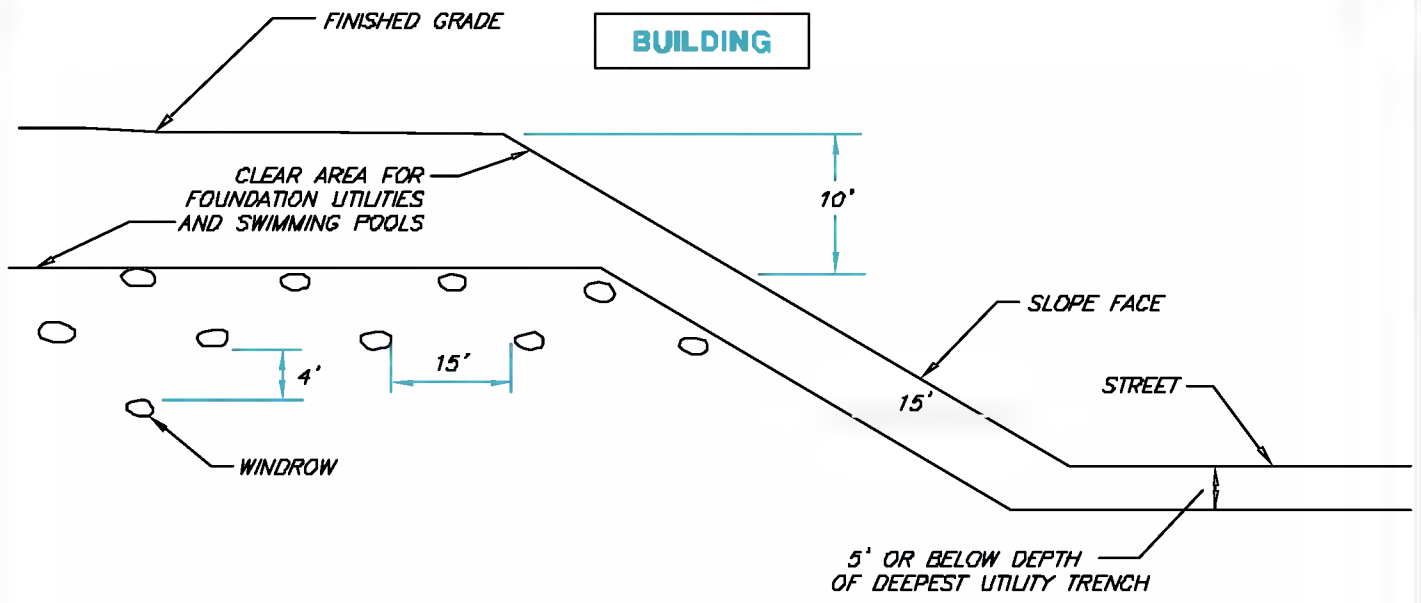 FINISHED GRADE
BUILDING
CLEAR AREA FOR
FOUNDATION UTILITIES
AND SWIMMING POOLS
10'
SLOPE FACE
15'
4'
15'
STREET
WINDROW
5' OR BELOW DEPTH
OF DEEPEST UTILITY TRENCH